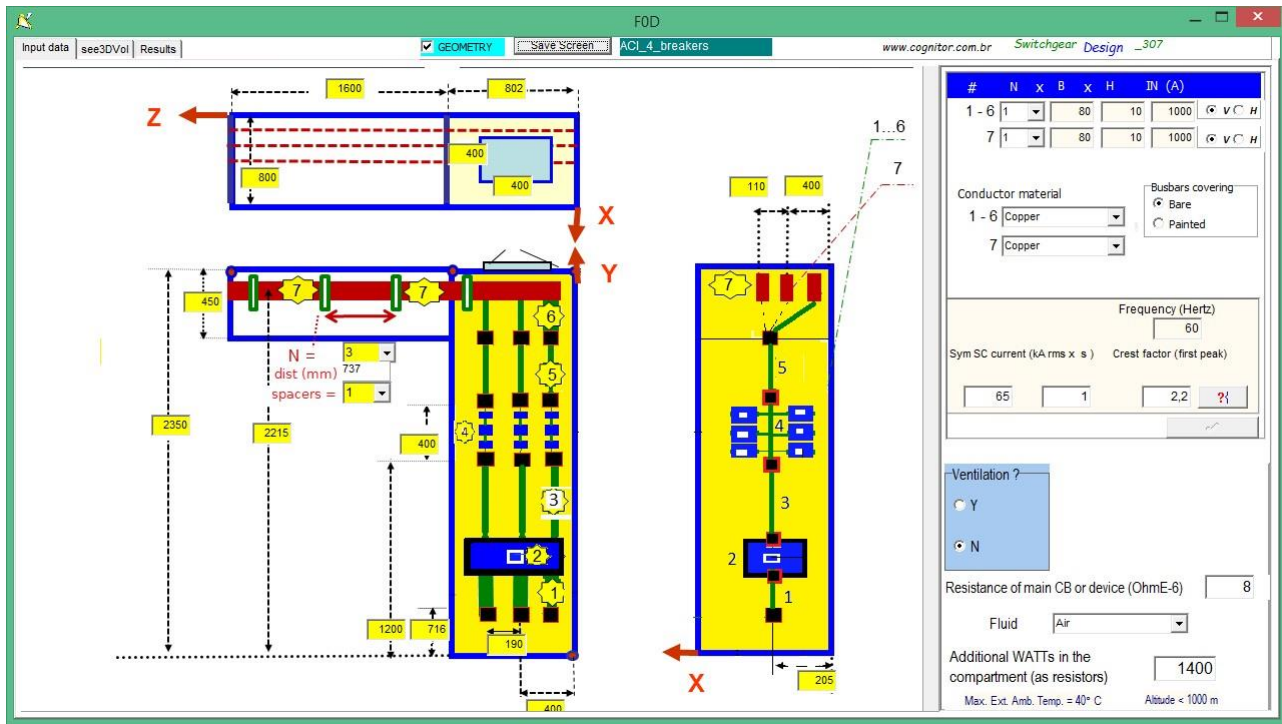 F0D
Input data see3DVol Results
GEOMETRY Save Screen ACI_4_breakers
www.cognitor.com.br Switchgear Design _307
1600
802
Z
400
400
800
X
Y
7
7
6
450
N = 3
737
dist (mm)
spacers = 1
5
2350
2215
4
400
3
2
1
1200
716
190
400
1...6
7
110
400
7
5
4
3
2
1
X
205
# N x B x H IN (A)
1 - 6 1 80 10 1000 V H
7 1 80 10 1000 V H
Conductor material
1 - 6 Copper
7 Copper
Busbars covering
Bare
Painted
Frequency (Hertz)
60
Sym SC current (kA rms x s ) Crest factor (first peak)
65 1 2,2 ?
Ventilation ?
Y
N
Resistance of main CB or device (OhmE-6) 8
Fluid Air
Additional WATTs in the
compartment (as resistors) 1400
Max. Ext. Amb. Temp. = 40° C Altitude < 1000 m